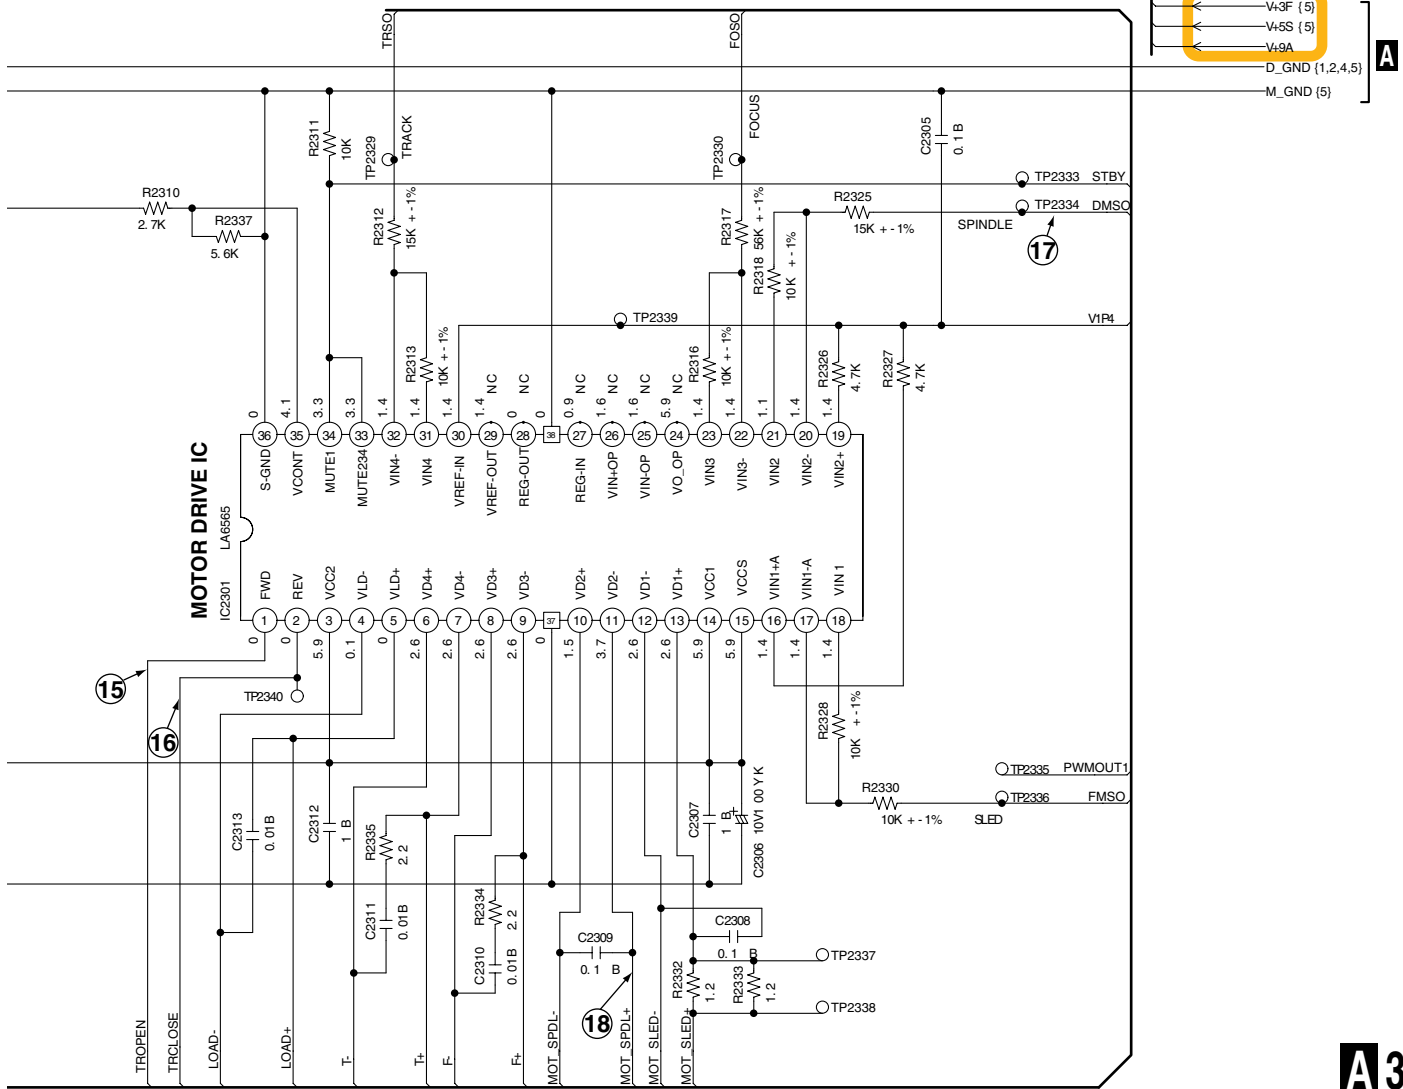 V+3F {5}
V+5S {5}
V+9A
D_GND {1,2,4,5}
M_GND {5}
A
TRSO
FOSO
R2311
10K
TP2329
TRACK
TP2330
FOCUS
C2305
0.1 B
TP2333 STBY
R2310
2.7K
R2337
5.6K
R2312
15K +-1%
R2317
56K +-1%
R2318
10K +-1%
R2325
15K +-1%
SPINDLE
TP2334 DMSO
17
TP2339
V1P4
R2313
10K +-1%
R2316
10K +-1%
R2326
4.7K
R2327
4.7K
NC NC NC NC NC NC
0 4.1 3.3 3.3 1.4 1.4 1.4 1.4 0 0 0.9 1.6 1.6 5.9 1.4 1.4 1.1 1.4 1.4
36 35 34 33 32 31 30 29 28 38 27 26 25 24 23 22 21 20 19
S-GND VCONT MUTE1 MUTE234 VIN4- VIN4 VREF-IN VREF-OUT REG-OUT REG-IN VIN+OP VIN-OP VO_OP VIN3 VIN3- VIN2 VIN2- VIN2+
MOTOR DRIVE IC
LA6565
IC2301
FWD REV VCC2 VLD- VLD+ VD4+ VD4- VD3+ VD3- VD2+ VD2- VD1- VD1+ VCC1 VCCS VIN1+A VIN1-A VIN1
1 2 3 4 5 6 7 8 9 37 10 11 12 13 14 15 16 17 18
0 0 5.9 0.1 0 2.6 2.6 2.6 2.6 0 1.5 3.7 2.6 2.6 5.9 5.9 1.4 1.4 1.4
15
TP2340
16
R2328
10K +-1%
TP2335 PWMOUT1
R2330
10K +-1%
TP2336 FMSO
SLED
C2313
0.01B
C2312
1 B
R2335
2.2
C2307
1 B
+
C2306 10V100 YK
C2311
0.01B
R2334
2.2
C2310
0.01B
C2309
0.1 B
C2308
0.1 B
TP2337
R2332
1.2
R2333
1.2
TP2338
18
TROPEN
TRCLOSE
LOAD-
LOAD+
T-
T+
F-
F+
MOT_SPDL-
MOT_SPDL+
MOT_SLED-
MOT_SLED+
A 3